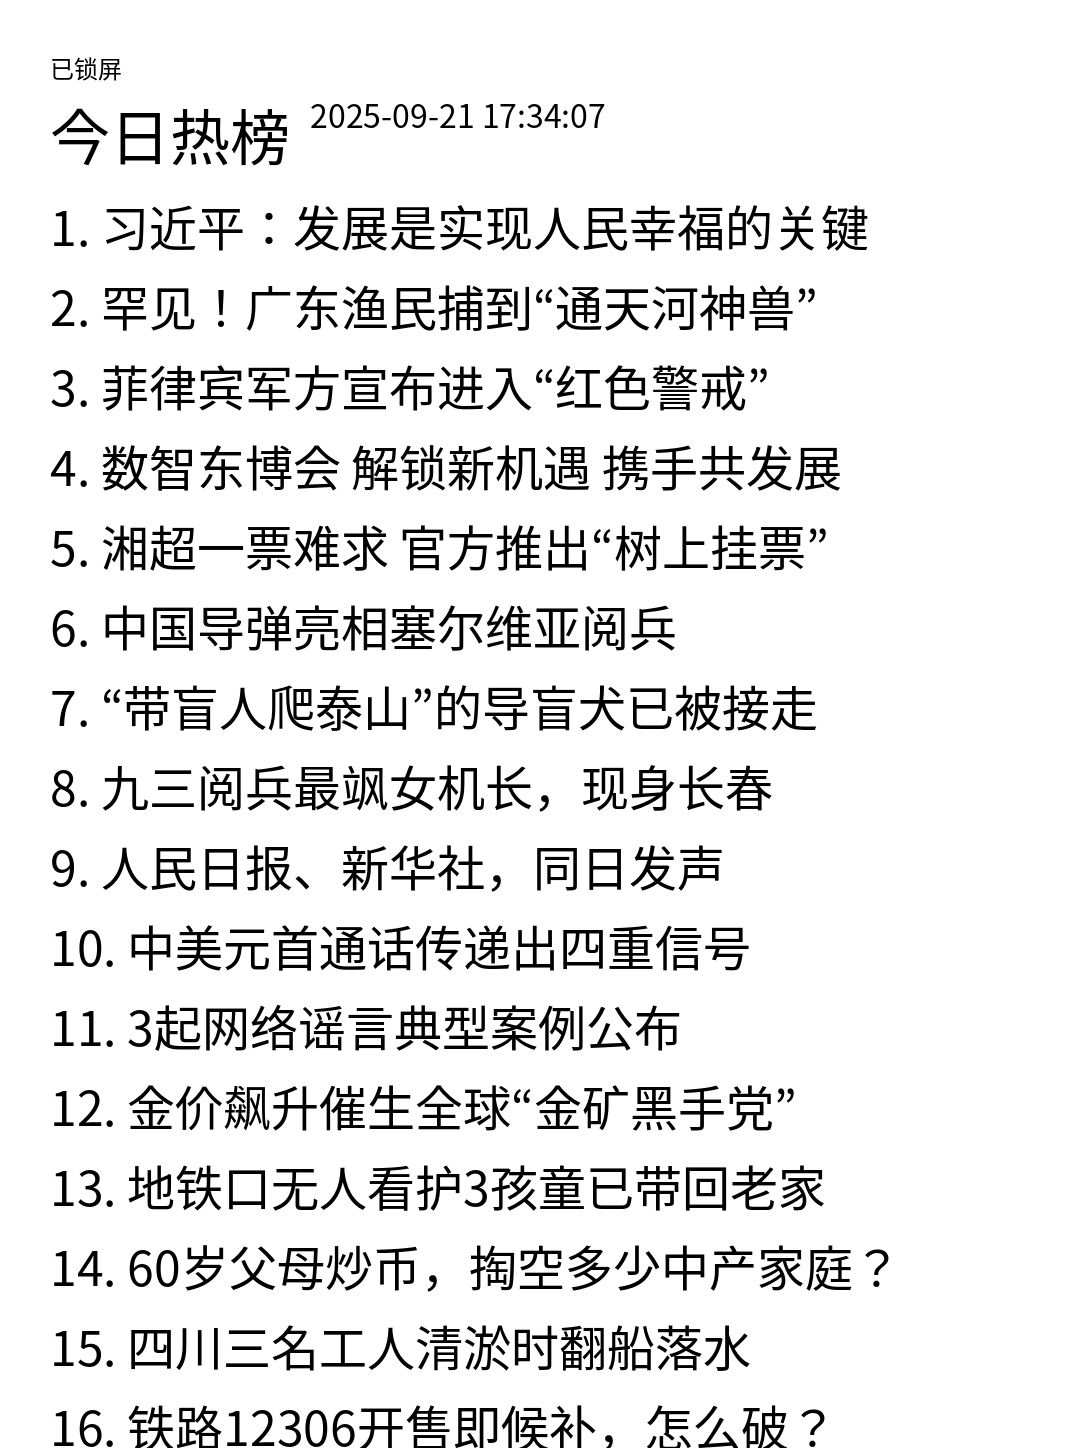 已锁屏
今日热榜 2025-09-21 17:34:07
1. 习近平：发展是实现人民幸福的关键
2. 罕见！广东渔民捕到“通天河神兽”
3. 菲律宾军方宣布进入“红色警戒”
4. 数智东博会 解锁新机遇 携手共发展
5. 湘超一票难求 官方推出“树上挂票”
6. 中国导弹亮相塞尔维亚阅兵
7. “带盲人爬泰山”的导盲犬已被接走
8. 九三阅兵最飒女机长，现身长春
9. 人民日报、新华社，同日发声
10. 中美元首通话传递出四重信号
11. 3起网络谣言典型案例公布
12. 金价飙升催生全球“金矿黑手党”
13. 地铁口无人看护3孩童已带回老家
14. 60岁父母炒币，掏空多少中产家庭？
15. 四川三名工人清淤时翻船落水
16. 铁路12306开售即候补，怎么破？